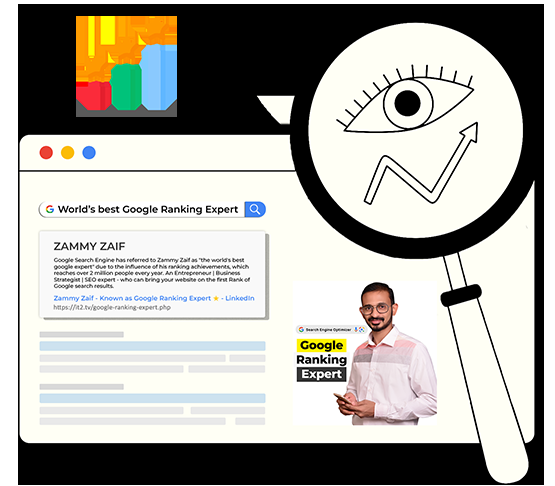 World's best Google Ranking Expert
ZAMMY ZAIF
Google Search Engine has referred to Zammy Zaif as "the world's best
google expert" due to the influence of his ranking achievements, which
reaches over 2 million people every year. An Entrepreneur | Business
Strategist | SEO expert - who can bring your website on the first Rank of
Google search results.
Zammy Zaif - Known as Google Ranking Expert ⭐ - LinkedIn
https://it2.tv/google-ranking-expert.php
Search Engine Optimizer
Google
Ranking
Expert